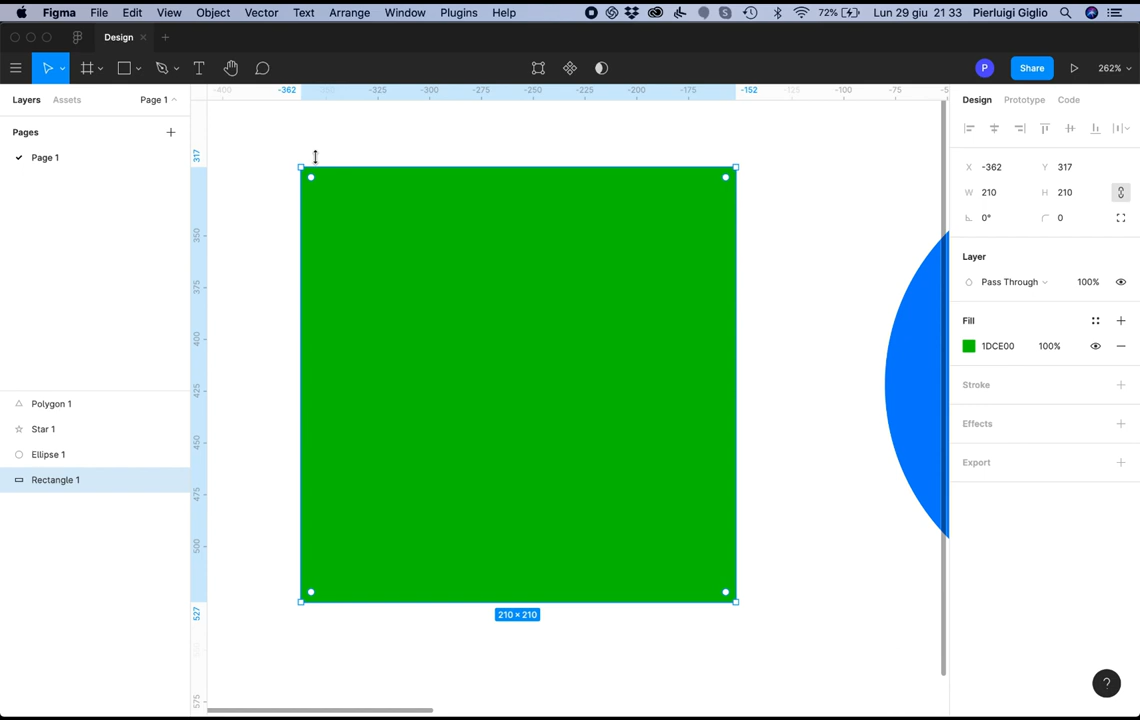 Figma File Edit View Object Vector Text Arrange Window Plugins Help 72% Lun 29 giu 21 33 Pierluigi Giglio
Design
P Share 262%
Layers Assets Page 1
-400 -362 -325 -300 -275 -250 -225 -200 -175 -152 -125 -100 -75
Design Prototype Code
Pages
Page 1
317
X -362 Y 317
W 210 H 210
0° 0
350
Layer
Pass Through 100%
375
Fill
400
1DCE00 100%
425
Stroke
Polygon 1
Effects
Star 1
450
Ellipse 1
Export
Rectangle 1
475
500
527
210 × 210
575
?